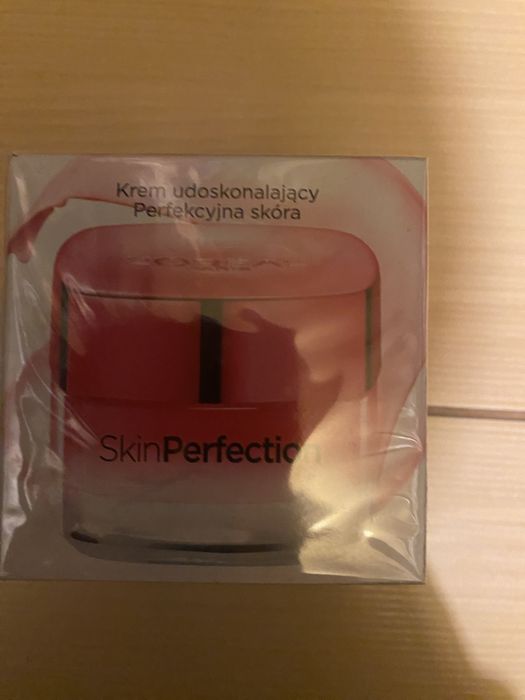 Krem udoskonalający
Perfekcyjna skóra
SkinPerfection